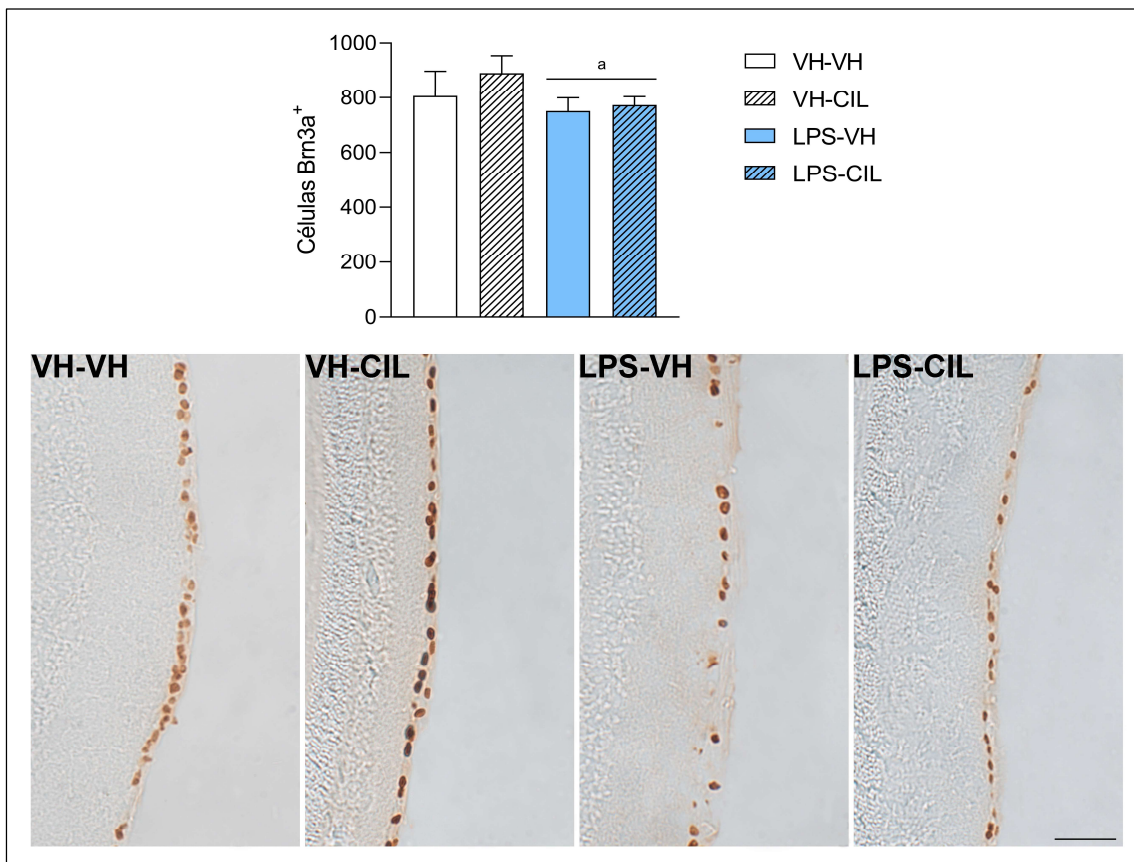 1000
800
600
400
200
0
Células Brn3a+
a
VH-VH
VH-CIL
LPS-VH
LPS-CIL
VH-VH
VH-CIL
LPS-VH
LPS-CIL